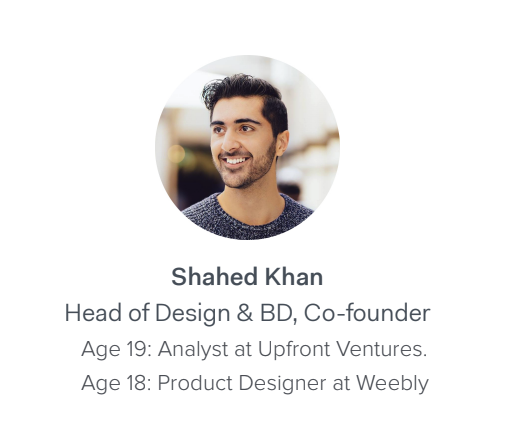 Shahed Khan
Head of Design & BD, Co-founder
Age 19: Analyst at Upfront Ventures.
Age 18: Product Designer at Weebly